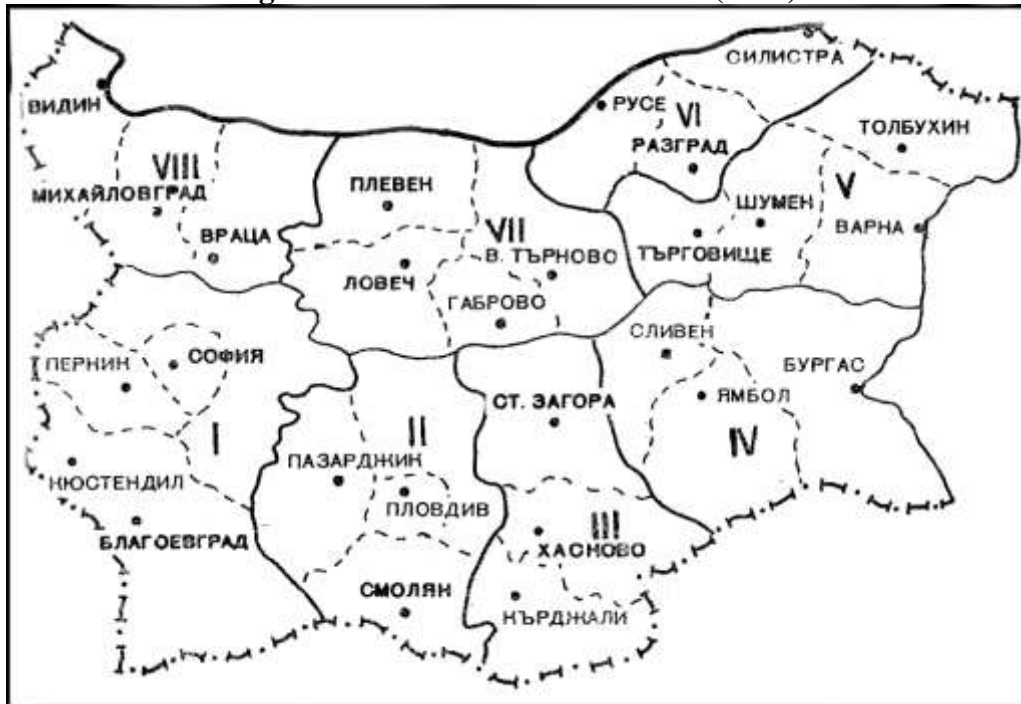 СИЛИСТРА
ВИДИН
РУСЕ
VI
ТОЛБУХИН
РАЗГРАД
VIII
ПЛЕВЕН
V
МИХАЙЛОВГРАД
ШУМЕН
ВРАЦА
VII
ВАРНА
В. ТЪРНОВО
ТЪРГОВИЩЕ
ЛОВЕЧ
ГАБРОВО
СЛИВЕН
СОФИЯ
ПЕРНИК
БУРГАС
СТ. ЗАГОРА
ЯМБОЛ
I
II
IV
ПАЗАРДЖИК
КЮСТЕНДИЛ
ПЛОВДИВ
III
БЛАГОЕВГРАД
ХАСКОВО
СМОЛЯН
КЪРДЖАЛИ